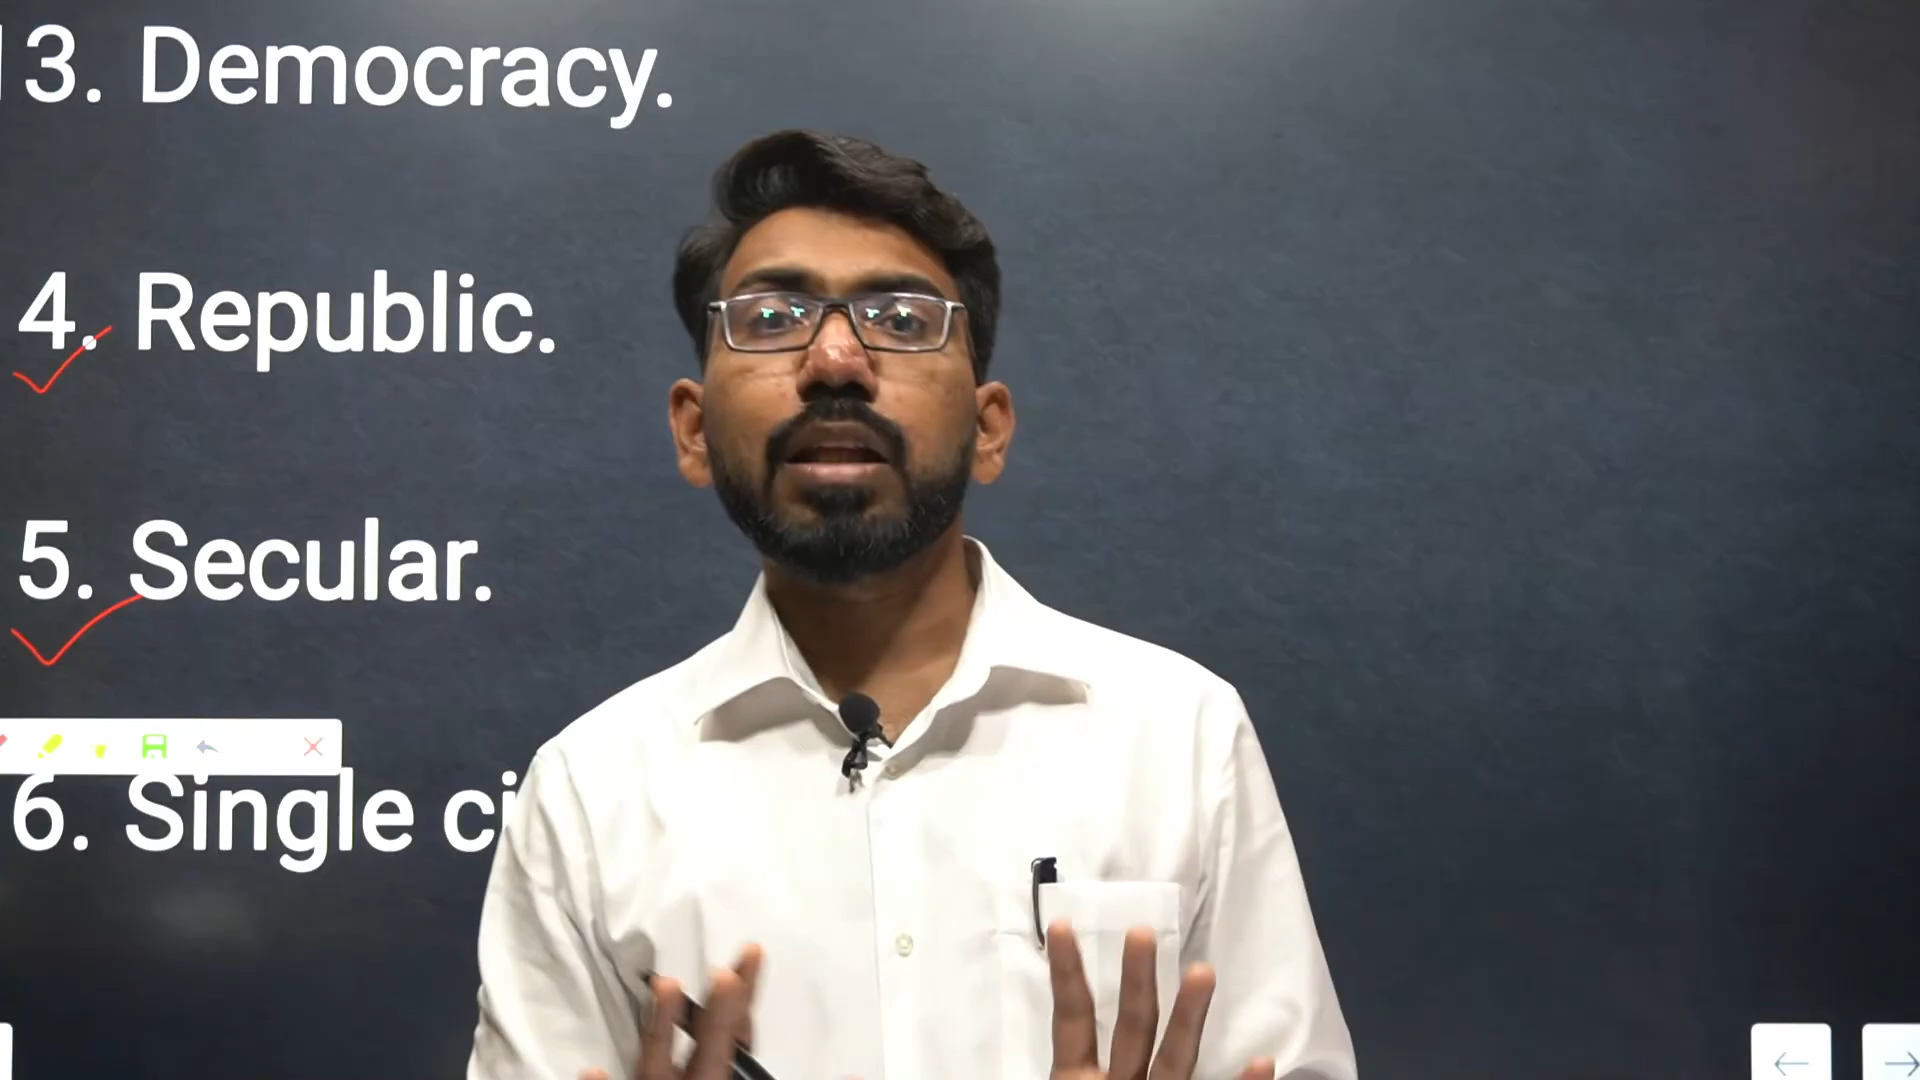 3. Democracy.
4. Republic.
5. Secular.
6. Single